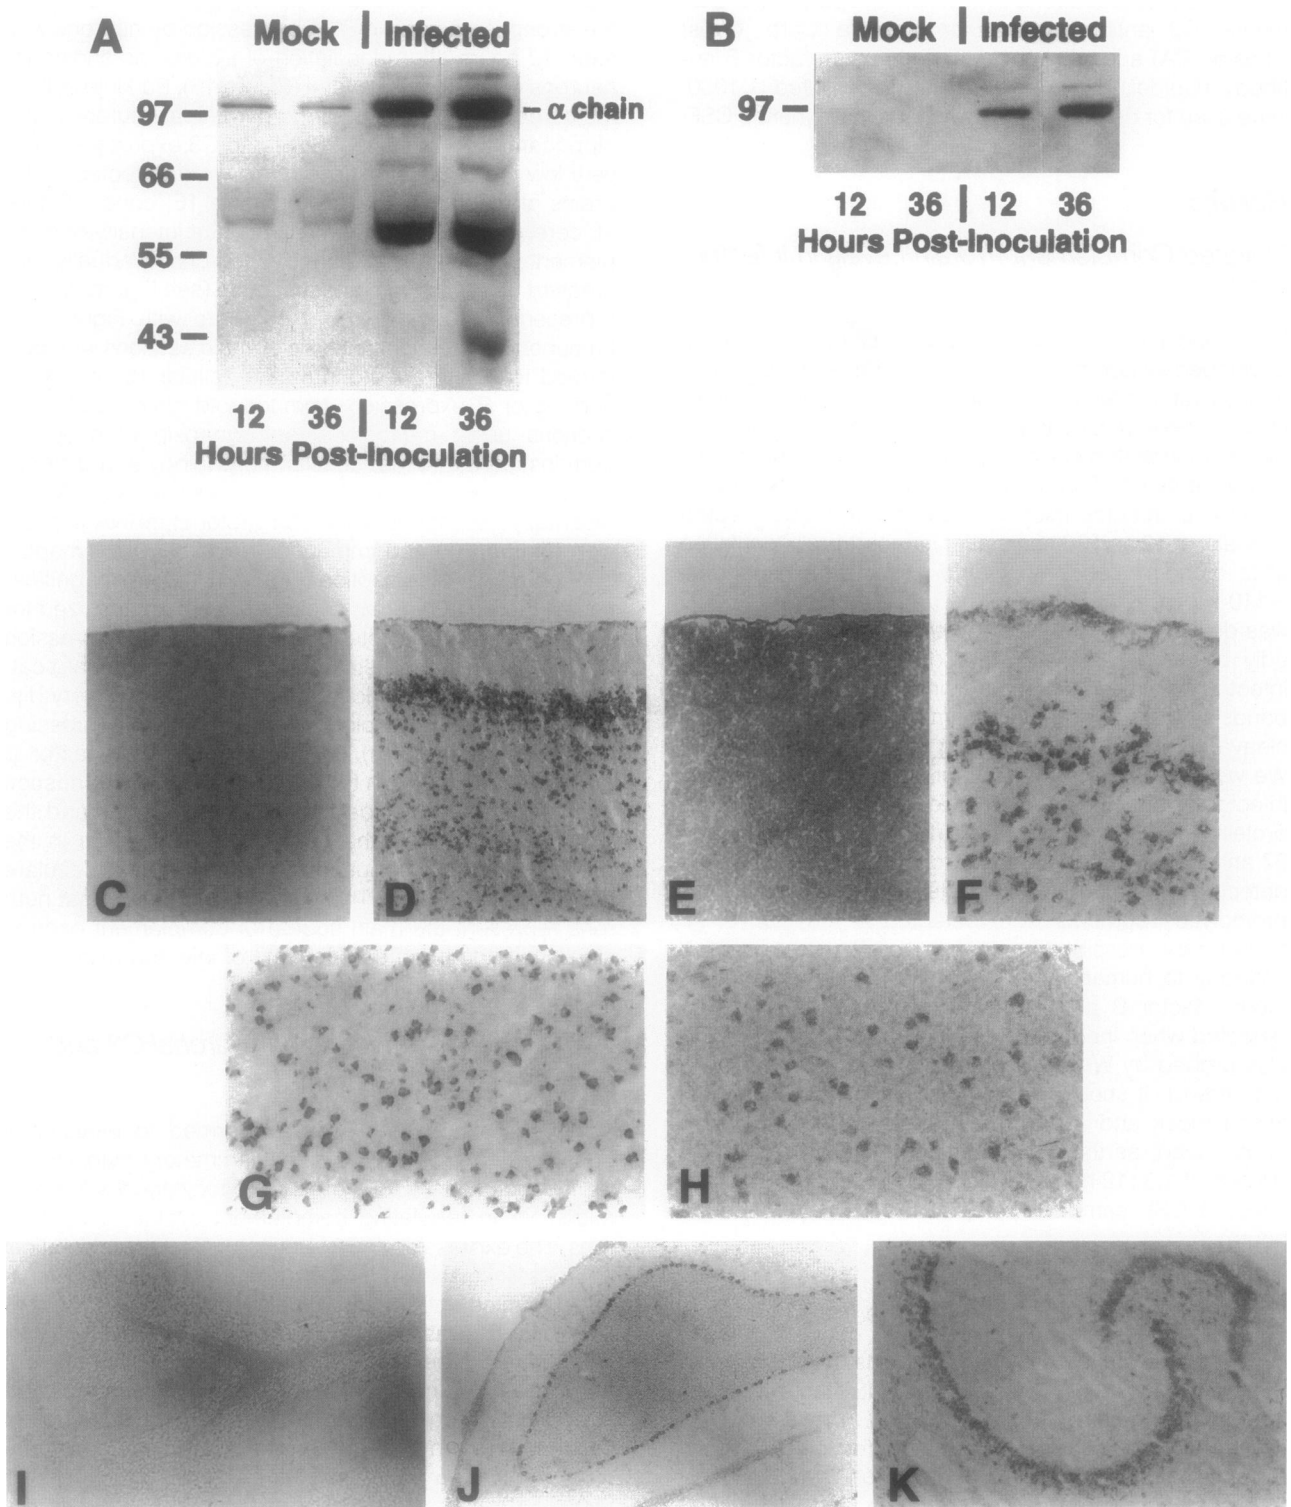 A
Mock | Infected
97 –
– α chain
66 –
55 –
43 –
12 36 | 12 36
Hours Post-Inoculation
B
Mock | Infected
97 –
12 36 | 12 36
Hours Post-Inoculation
C
D
E
F
G
H
I
J
K